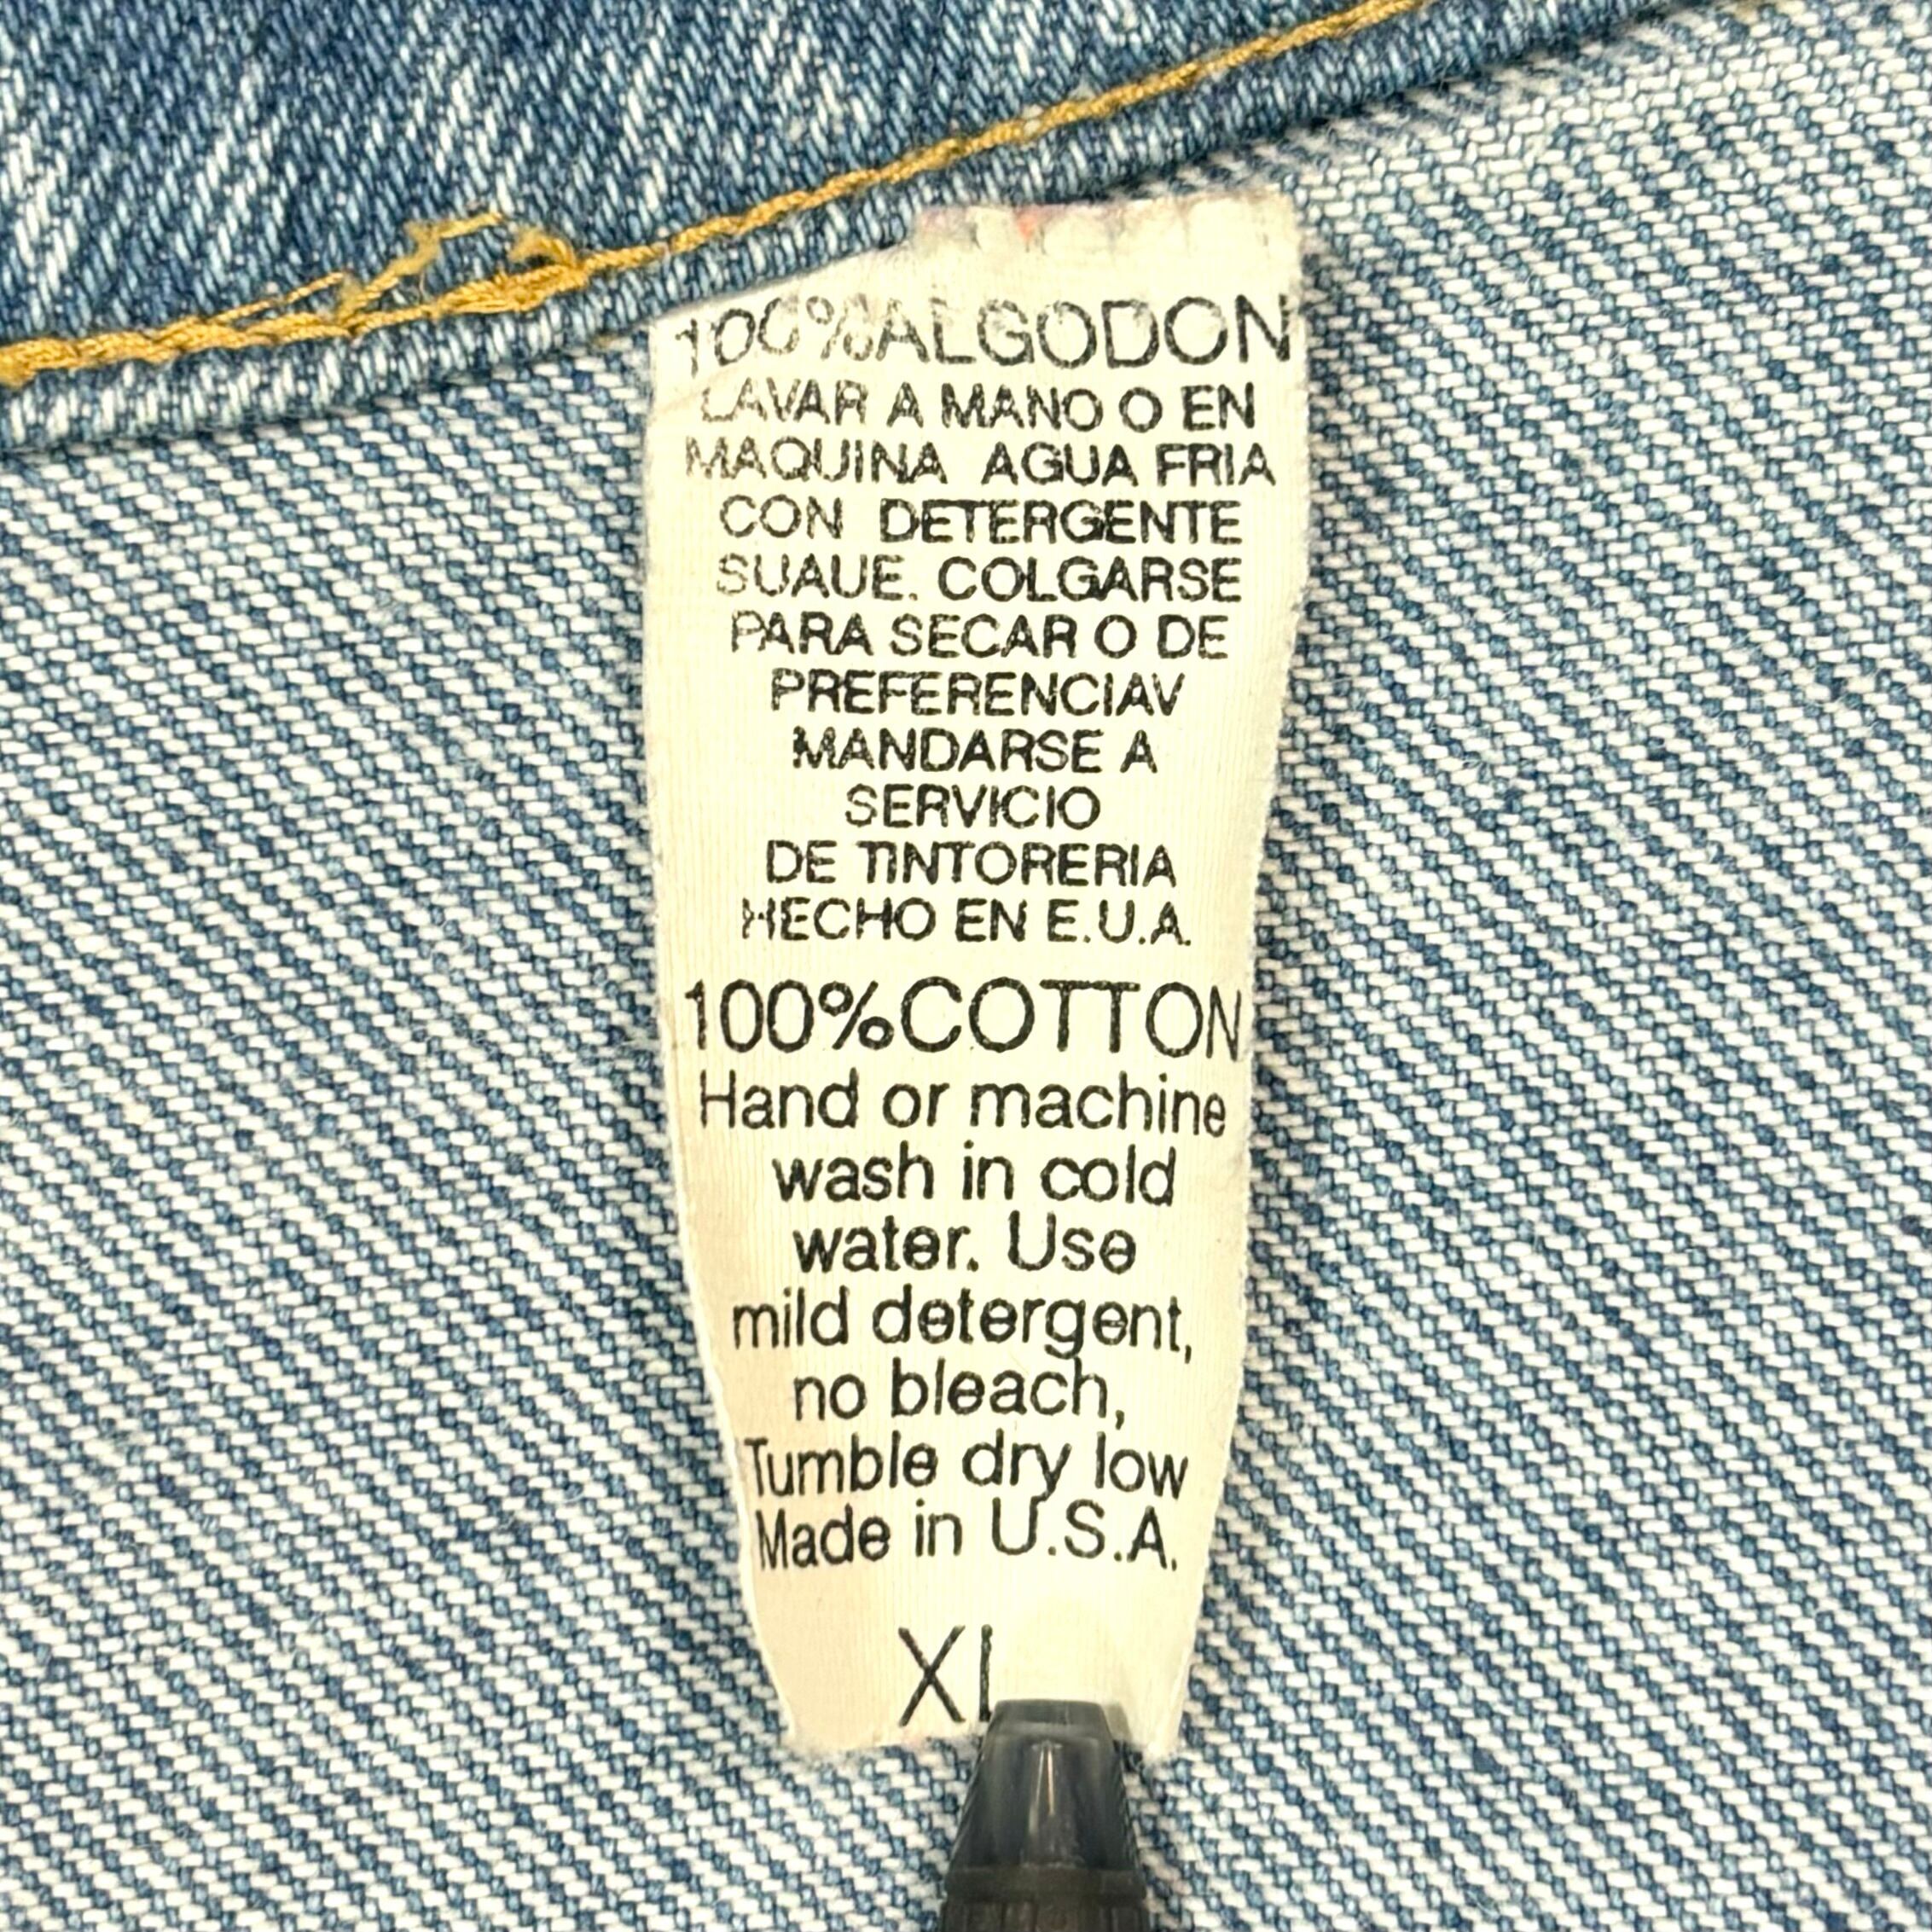 100%ALGODON
LAVAR A MANO O EN
MAQUINA AGUA FRIA
CON DETERGENTE
SUAUE. COLGARSE
PARA SECAR O DE
PREFERENCIAV
MANDARSE A
SERVICIO
DE TINTORERIA
HECHO EN E.U.A.
100%COTTON
Hand or machine
wash in cold
water. Use
mild detergent,
no bleach,
Tumble dry low
Made in U.S.A.
XL